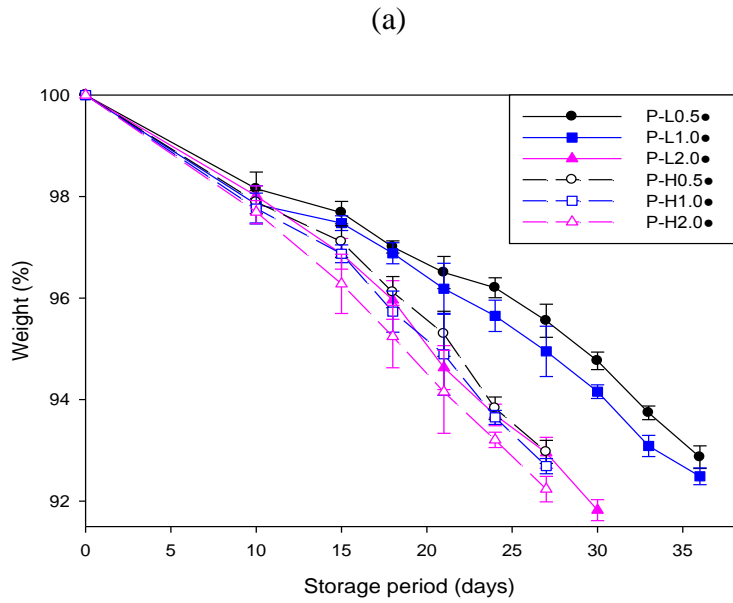 (a)
100
98
96
94
92
Weight (%)
0 5 10 15 20 25 30 35
Storage period (days)
P-L0.5●
P-L1.0●
P-L2.0●
P-H0.5●
P-H1.0●
P-H2.0●